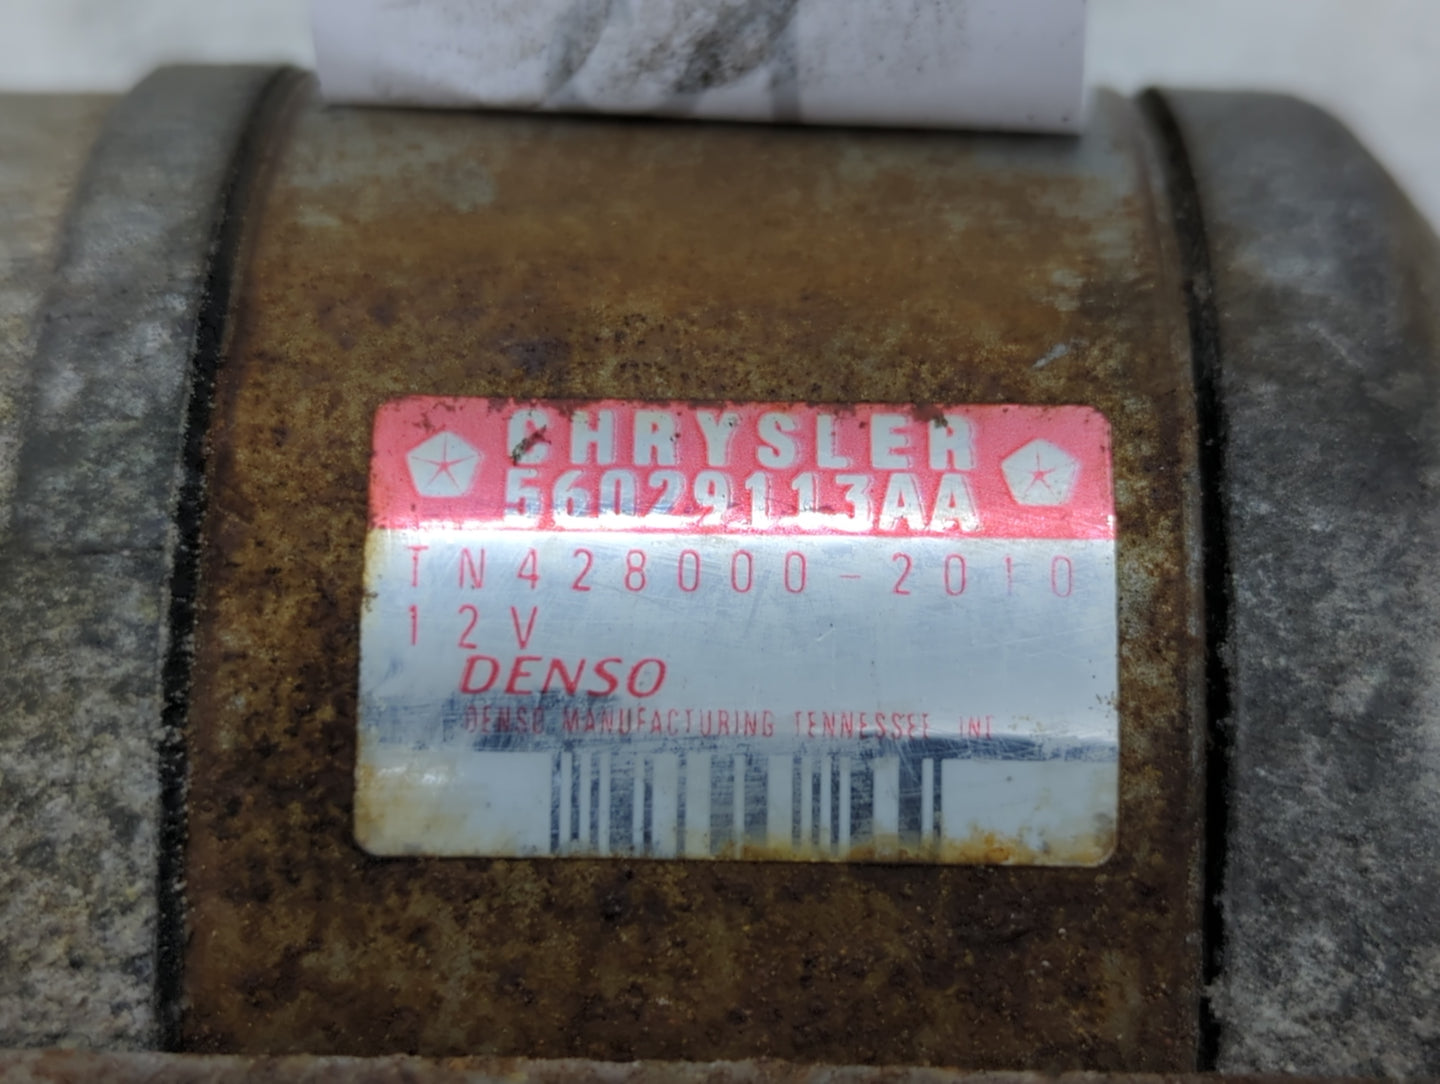 CHRYSLER
56029113AA
TN428000-2010
12V
DENSO
DENSO MANUFACTURING TENNESSEE INC